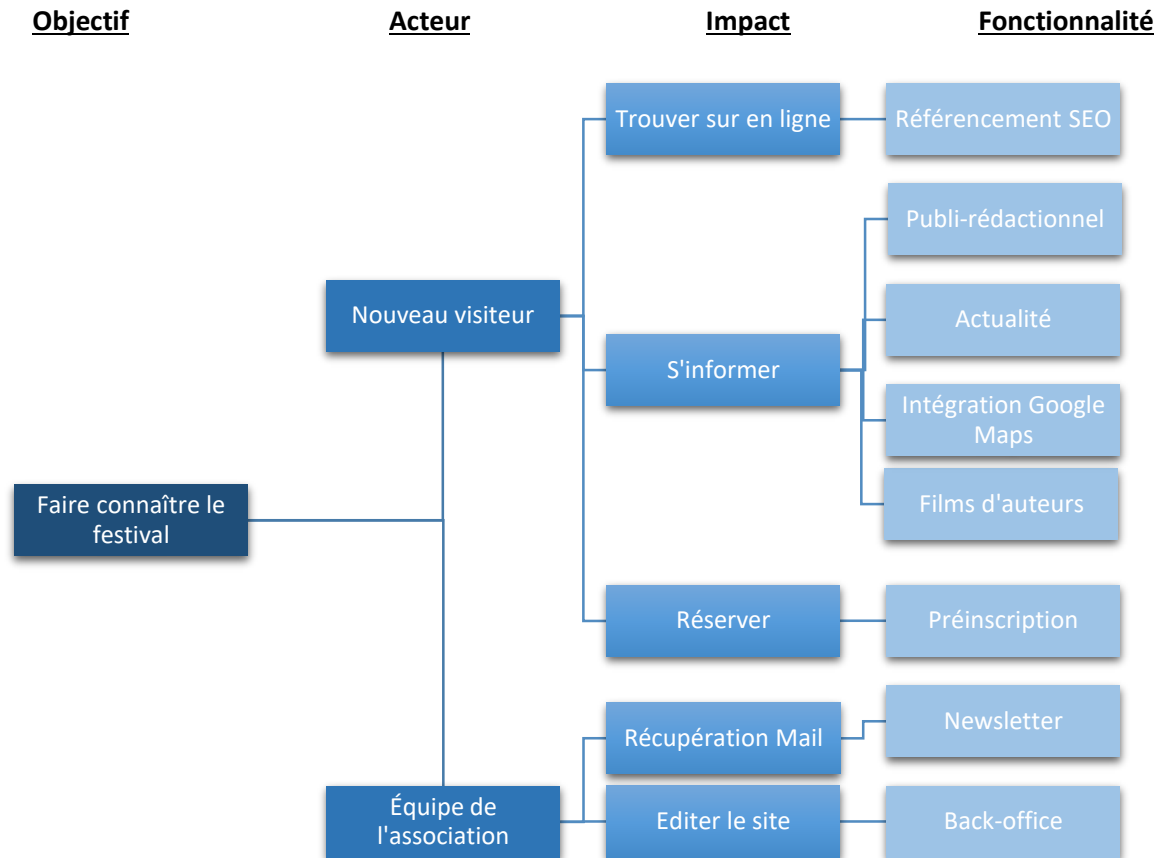 Objectif
Acteur
Impact
Fonctionnalité
Trouver sur en ligne
Référencement SEO
Publi-rédactionnel
Nouveau visiteur
Actualité
S'informer
Intégration Google
Maps
Faire connaître le
festival
Films d'auteurs
Réserver
Préinscription
Récupération Mail
Newsletter
Équipe de
l'association
Editer le site
Back-office